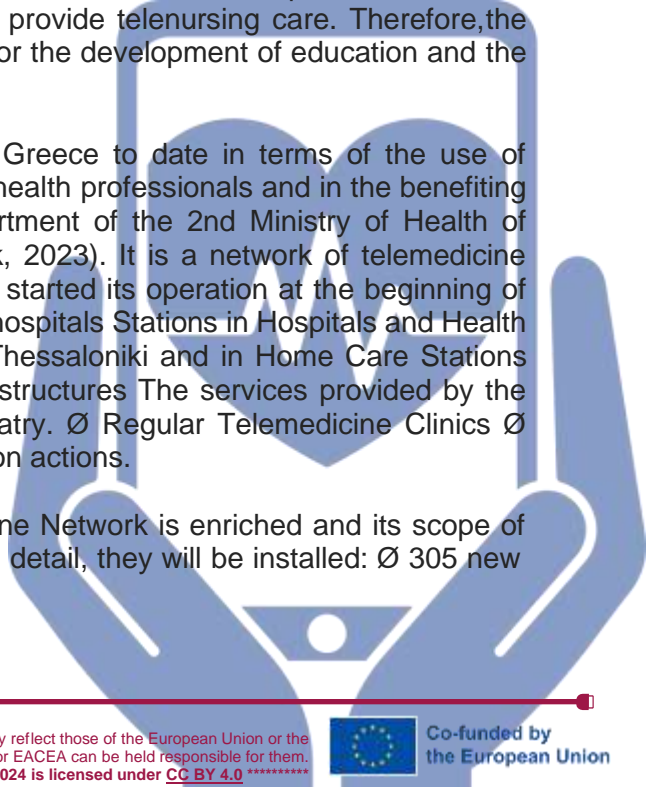 provide telenursing care. Therefore,the
or the development of education and the
Greece to date in terms of the use of
health professionals and in the benefiting
rtment of the 2nd Ministry of Health of
, 2023). It is a network of telemedicine
started its operation at the beginning of
hospitals Stations in Hospitals and Health
Thessaloniki and in Home Care Stations
structures The services provided by the
atry. Ø Regular Telemedicine Clinics Ø
on actions.
ne Network is enriched and its scope of
detail, they will be installed: Ø 305 new
y reflect those of the European Union or the
or EACEA can be held responsible for them.
2024 is licensed under CC BY 4.0 **********
Co-funded by
the European Union